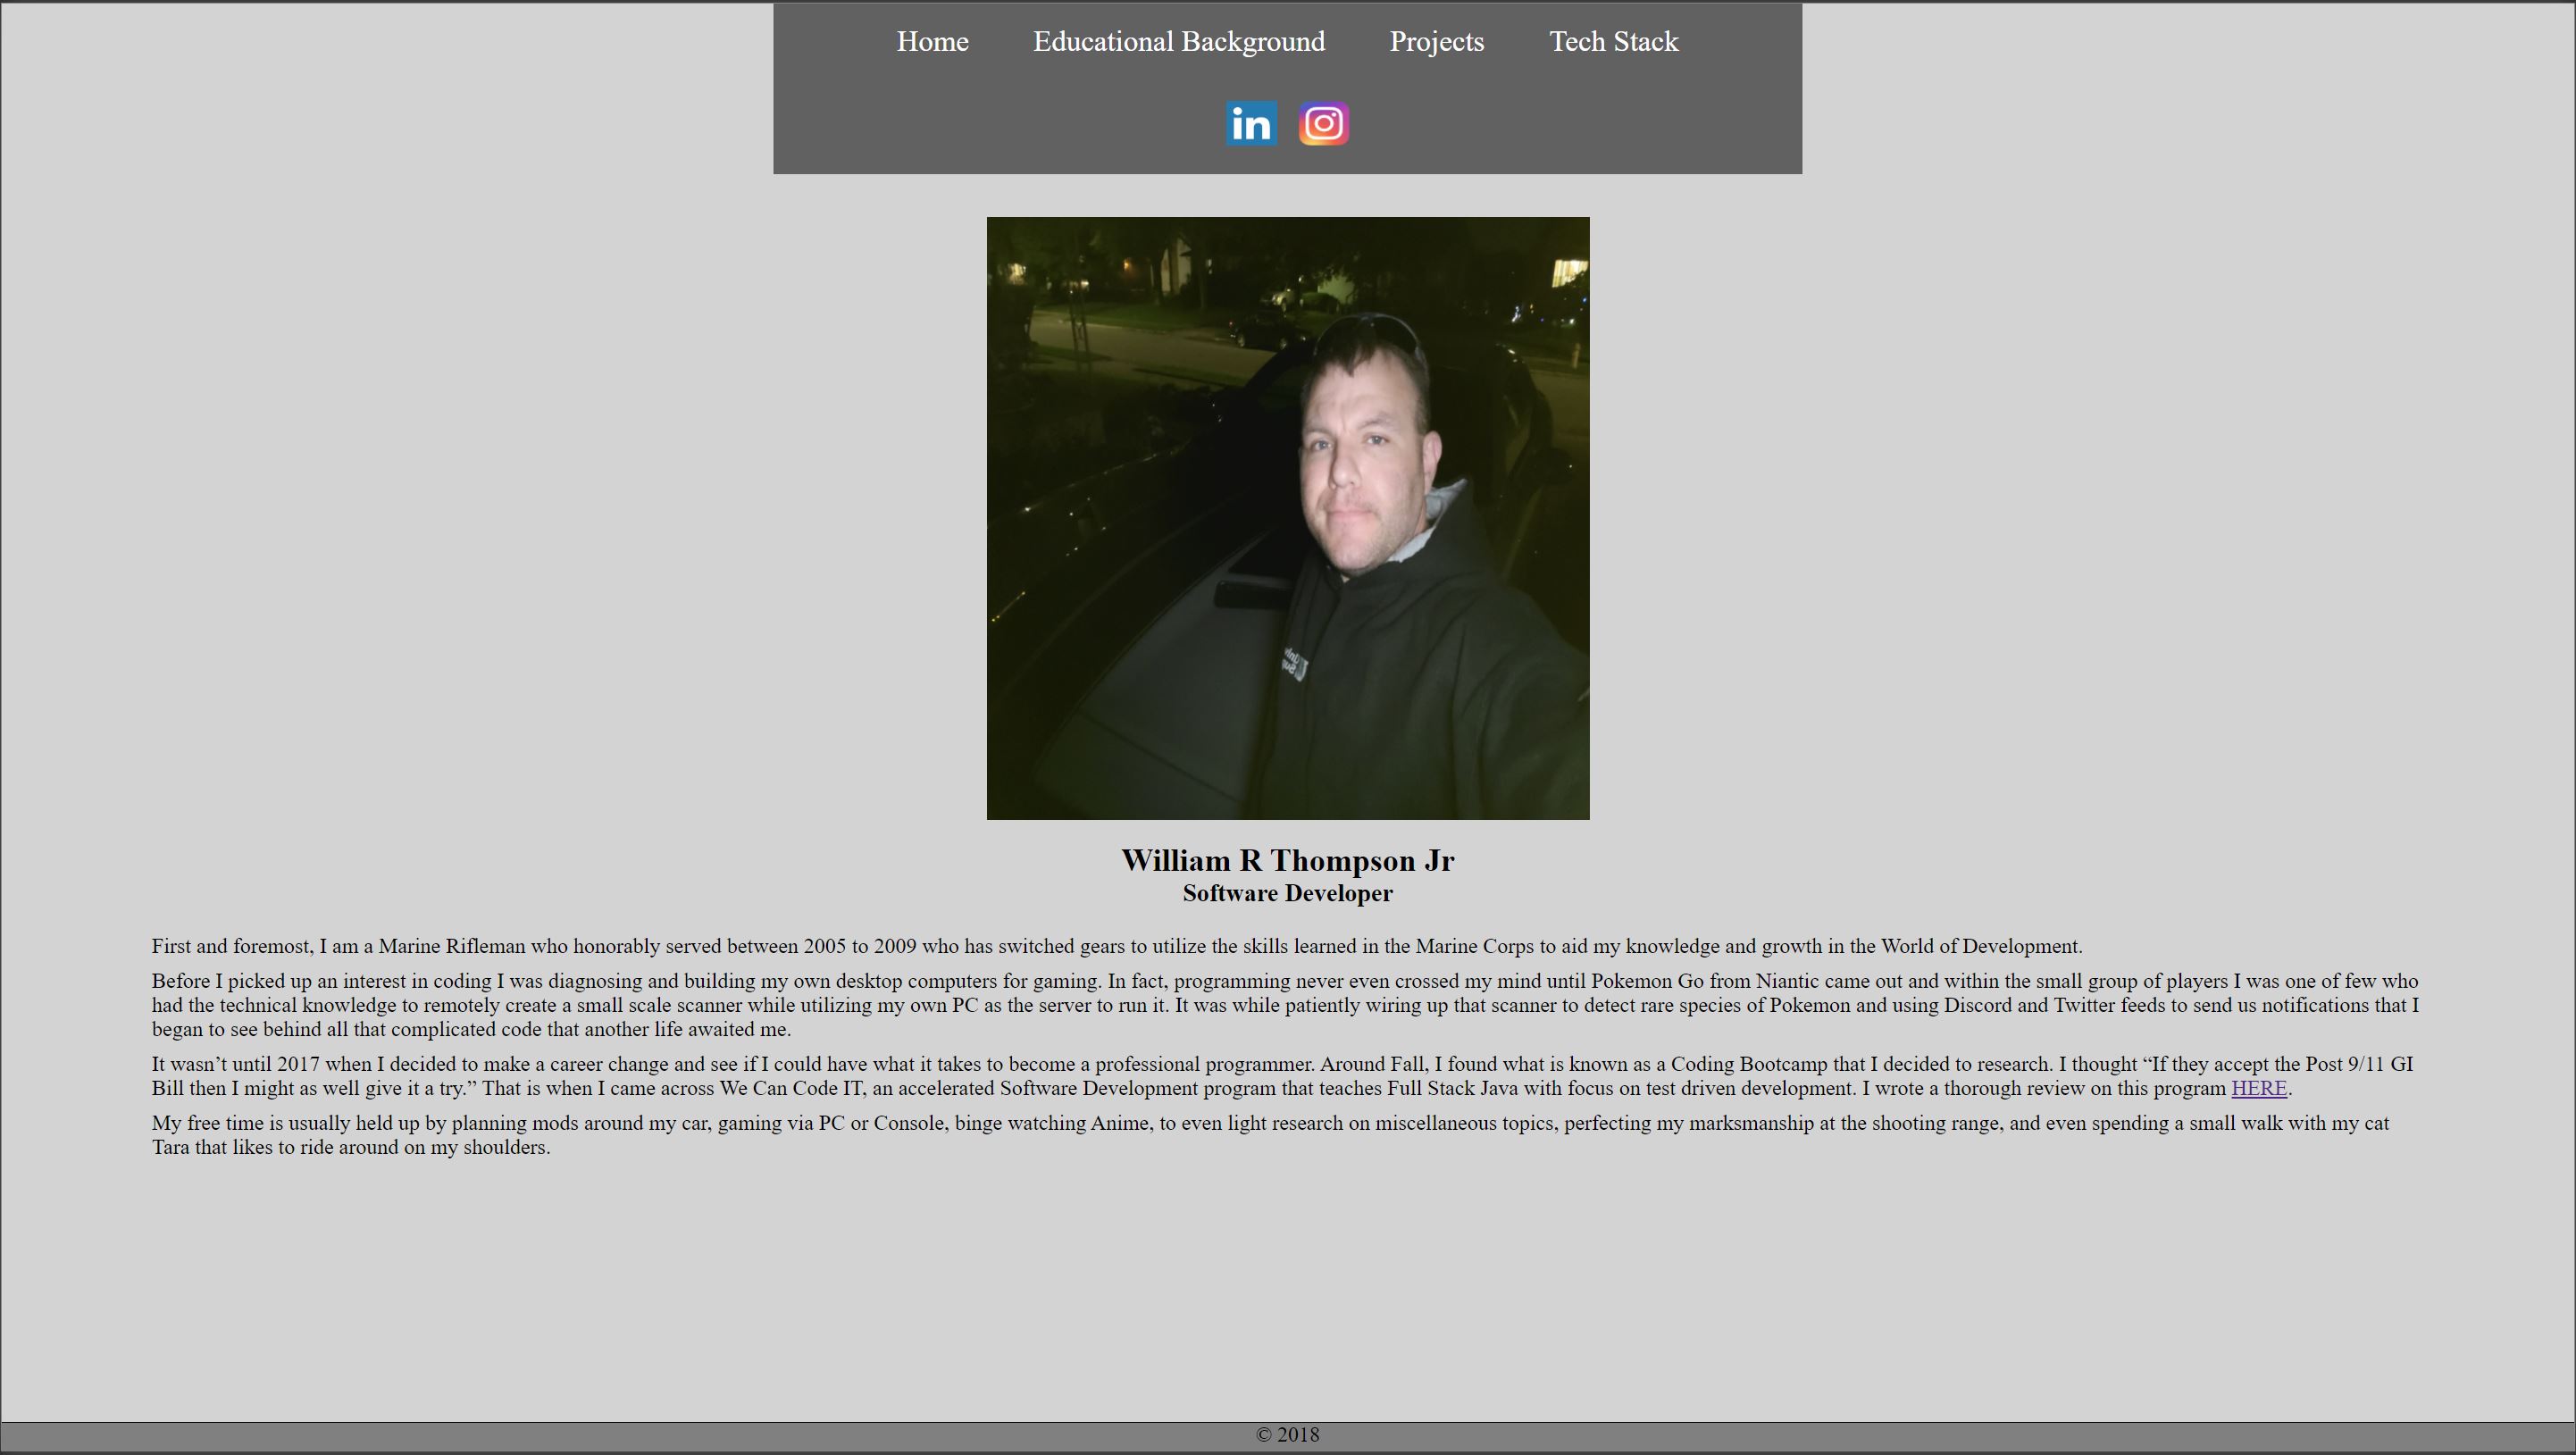 Home Educational Background Projects Tech Stack
in
William R Thompson Jr
Software Developer
First and foremost, I am a Marine Rifleman who honorably served between 2005 to 2009 who has switched gears to utilize the skills learned in the Marine Corps to aid my knowledge and growth in the World of Development.
Before I picked up an interest in coding I was diagnosing and building my own desktop computers for gaming. In fact, programming never even crossed my mind until Pokemon Go from Niantic came out and within the small group of players I was one of few who
had the technical knowledge to remotely create a small scale scanner while utilizing my own PC as the server to run it. It was while patiently wiring up that scanner to detect rare species of Pokemon and using Discord and Twitter feeds to send us notifications that I
began to see behind all that complicated code that another life awaited me.
It wasn’t until 2017 when I decided to make a career change and see if I could have what it takes to become a professional programmer. Around Fall, I found what is known as a Coding Bootcamp that I decided to research. I thought “If they accept the Post 9/11 GI
Bill then I might as well give it a try.” That is when I came across We Can Code IT, an accelerated Software Development program that teaches Full Stack Java with focus on test driven development. I wrote a thorough review on this program HERE.
My free time is usually held up by planning mods around my car, gaming via PC or Console, binge watching Anime, to even light research on miscellaneous topics, perfecting my marksmanship at the shooting range, and even spending a small walk with my cat
Tara that likes to ride around on my shoulders.
© 2018